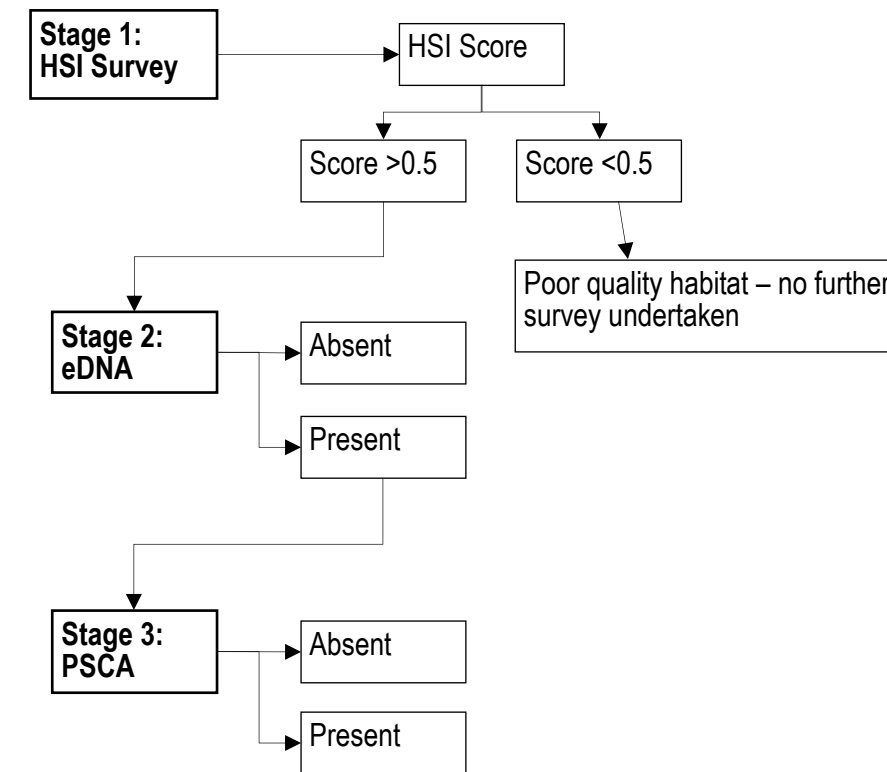 Stage 1:
HSI Survey
HSI Score
Score >0.5
Score <0.5
Poor quality habitat – no further
survey undertaken
Stage 2:
eDNA
Absent
Present
Stage 3:
PSCA
Absent
Present